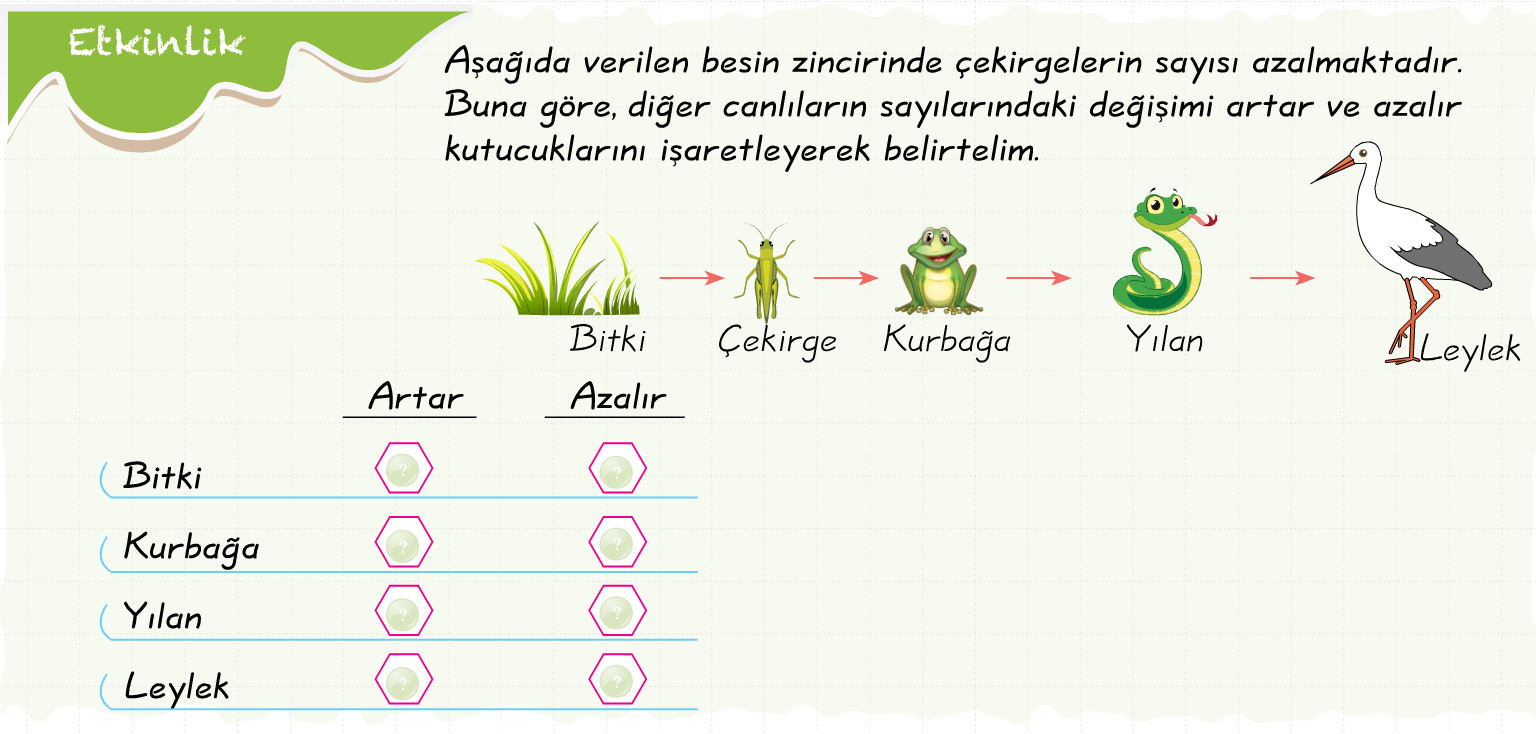 Etkinlik
Aşağıda verilen besin zincirinde çekirgelerin sayısı azalmaktadır.
Buna göre, diğer canlıların sayılarındaki değişimi artar ve azalır
kutucuklarını işaretleyerek belirtelim.
Bitki Çekirge Kurbağa Yılan Leylek
Artar Azalır
Bitki ? ?
Kurbağa ? ?
Yılan ? ?
Leylek ? ?